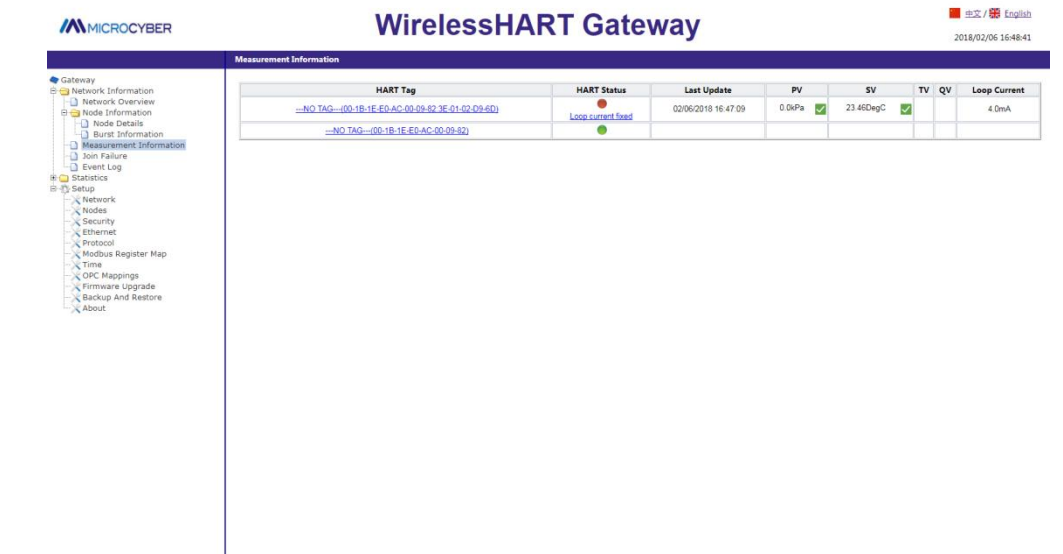 MICROCYBER
WirelessHART Gateway
中文 / English
2018/02/06 16:48:41
Measurement Information
Gateway
Network Information
Network Overview
Node Information
Node Details
Burst Information
Measurement Information
Join Failure
Event Log
Statistics
Setup
Network
Nodes
Security
Ethernet
Protocol
Modbus Register Map
Time
OPC Mappings
Firmware Upgrade
Backup And Restore
About
HART Tag HART Status Last Update PV SV TV QV Loop Current
---NO TAG---(00-1B-1E-E0-AC-00-09-82:3E-01-02-D9-6D) Loop current fixed 02/06/2018 16:47:09 0.0kPa 23.46DegC 4.0mA
---NO TAG---(00-1B-1E-E0-AC-00-09-82)